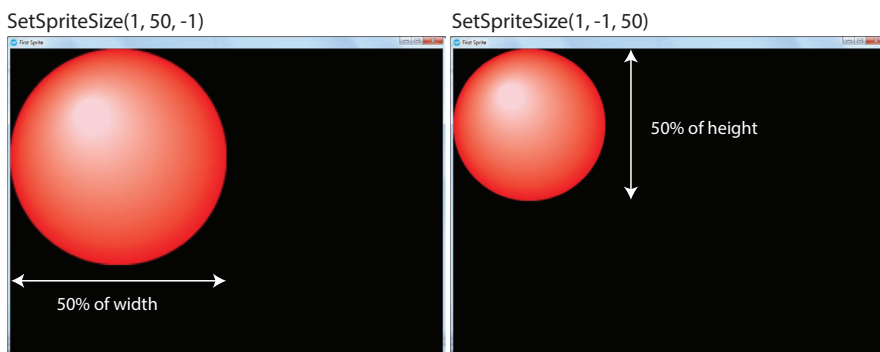 SetSpriteSize(1, 50, -1)
SetSpriteSize(1, -1, 50)
First Sprite
First Sprite
50% of height
50% of width